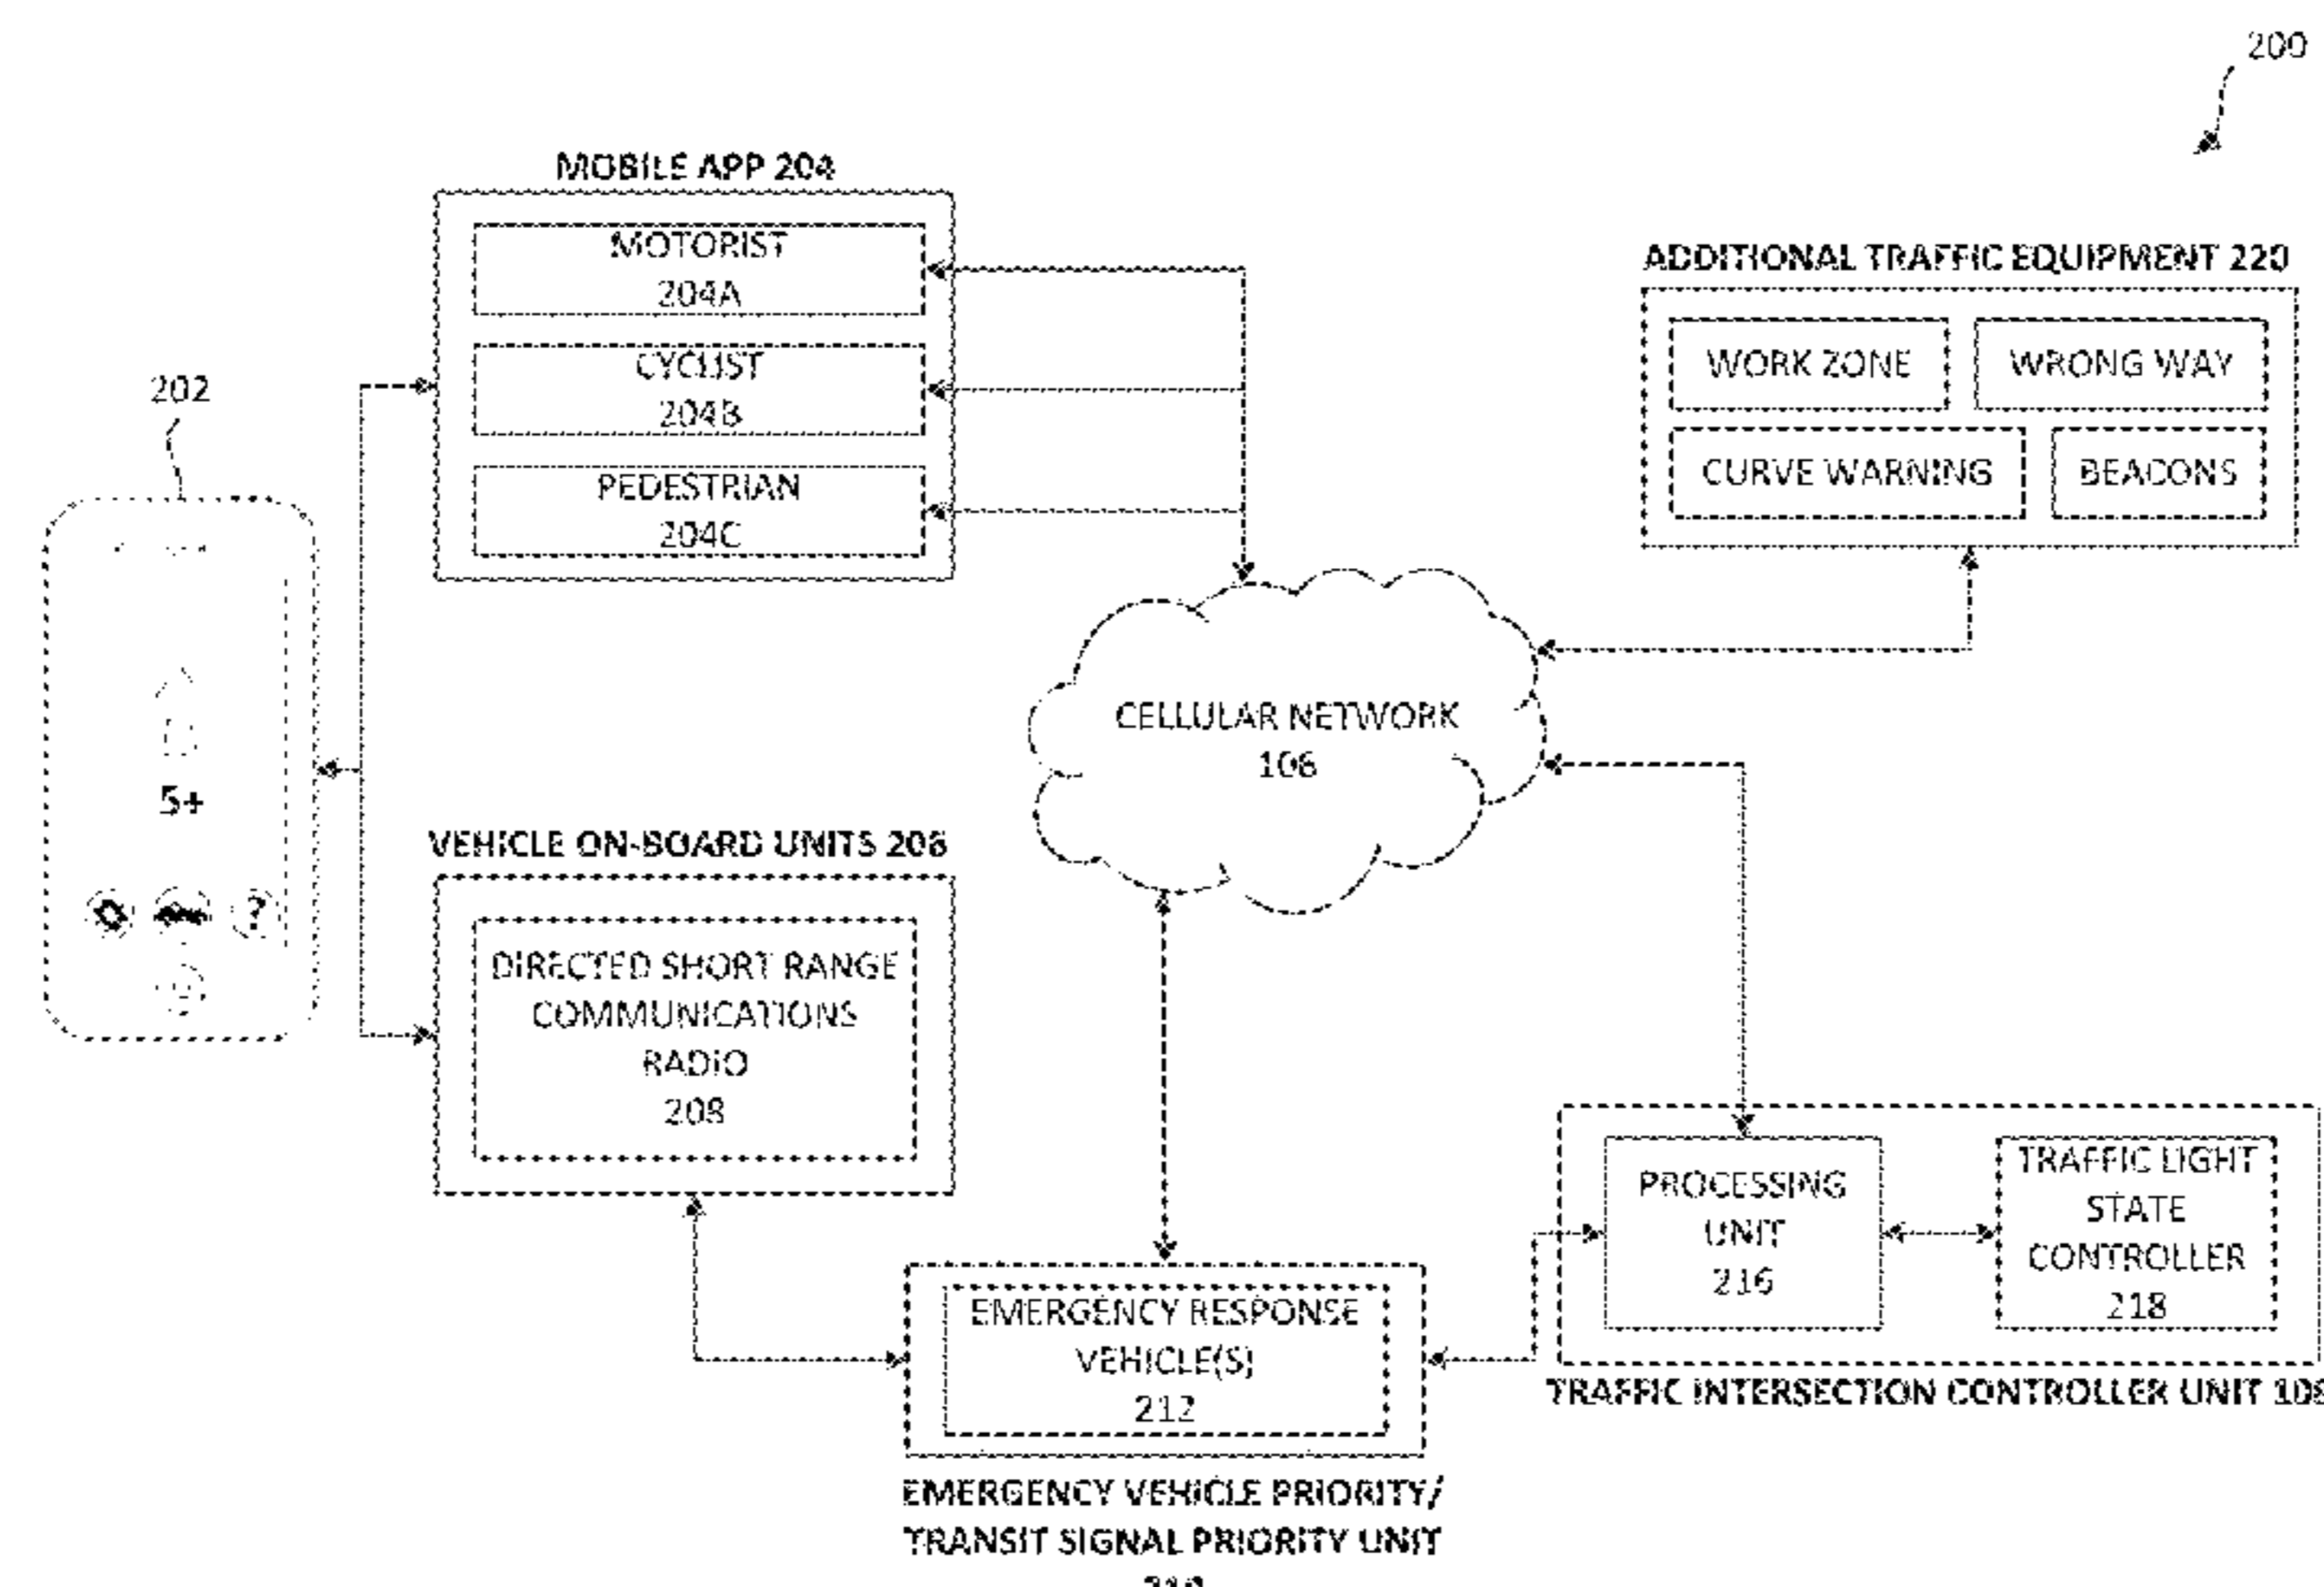 200
MOBILE APP 204
MOTORIST
204A
CYCLIST
204B
PEDESTRIAN
204C
ADDITIONAL TRAFFIC EQUIPMENT 220
WORK ZONE
WRONG WAY
CURVE WARNING
BEACONS
202
5+
?
CELLULAR NETWORK
106
VEHICLE ON-BOARD UNITS 206
DIRECTED SHORT RANGE
COMMUNICATIONS
RADIO
208
PROCESSING
UNIT
216
TRAFFIC LIGHT
STATE
CONTROLLER
218
TRAFFIC INTERSECTION CONTROLLER UNIT
EMERGENCY RESPONSE
VEHICLE(S)
212
EMERGENCY VEHICLE PRIORITY/
TRANSIT SIGNAL PRIORITY UNIT